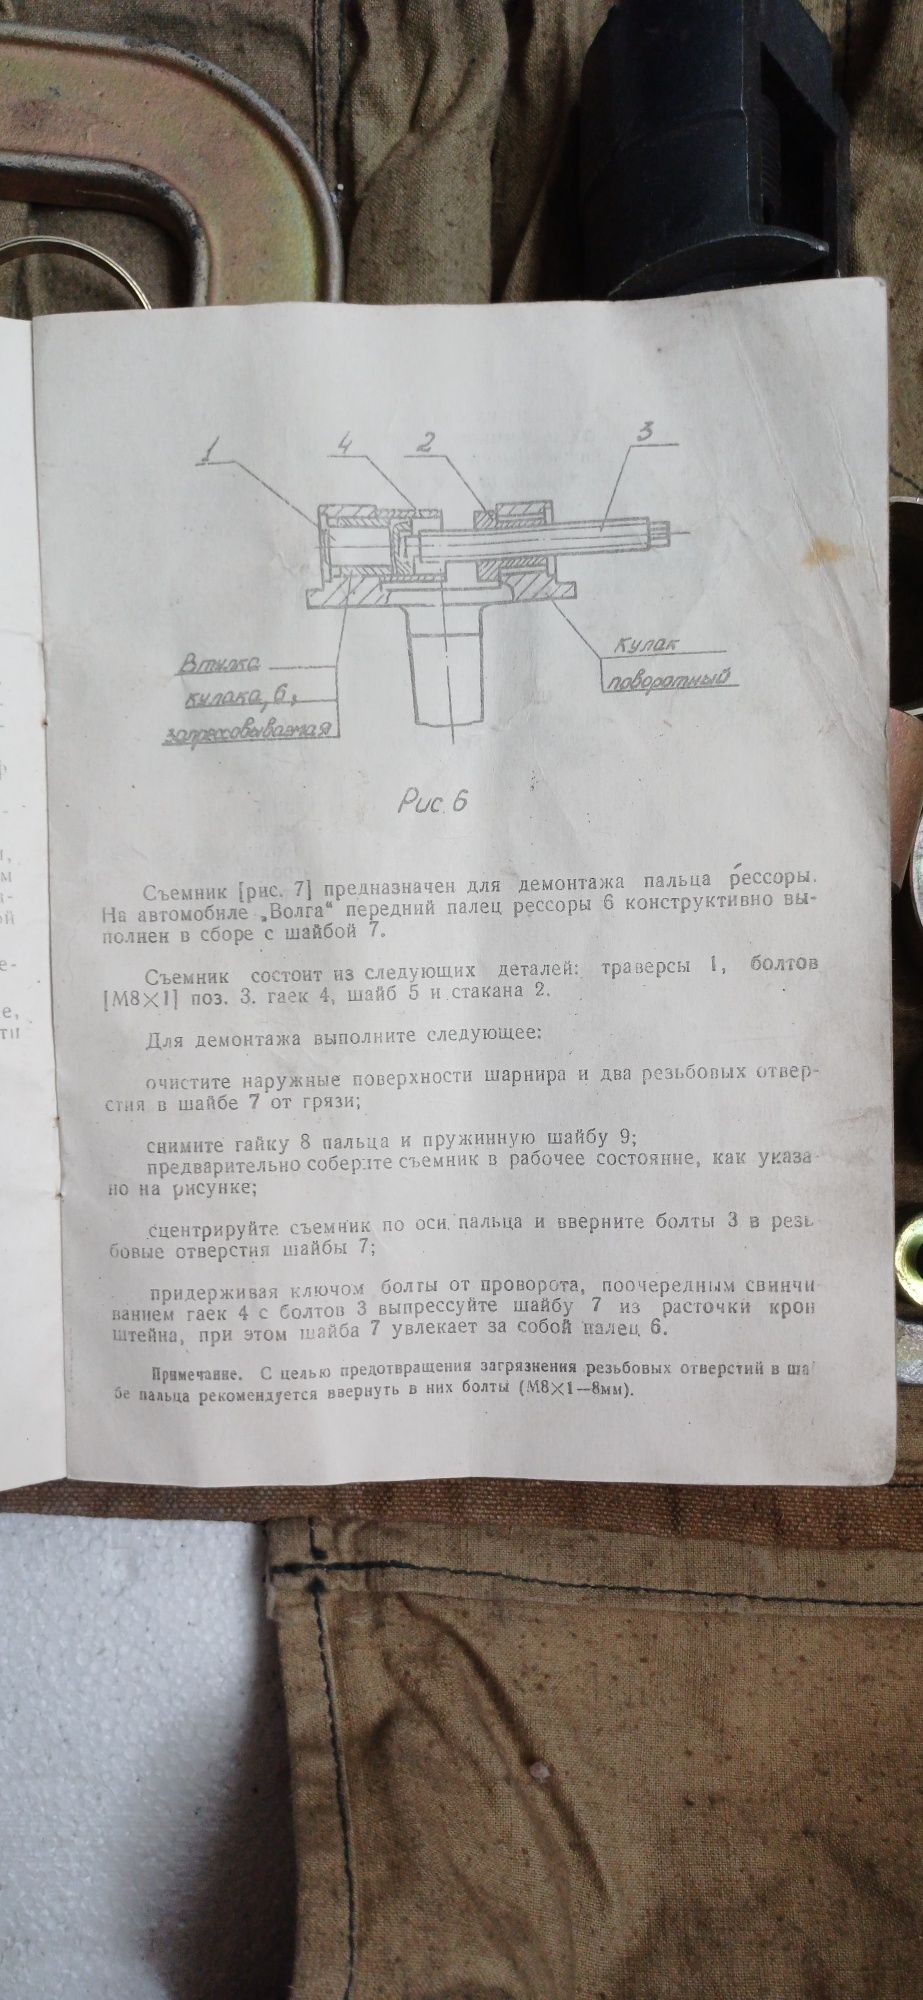 1
4
2
3
Втулка
кулака, 6,
запрессовываемая
Кулак
поворотный
Рис. 6
Съемник [рис. 7] предназначен для демонтажа пальца рессоры.
На автомобиле „Волга“ передний палец рессоры 6 конструктивно вы-
полнен в сборе с шайбой 7.
Съемник состоит из следующих деталей: траверсы 1, болтов
[М8×1] поз. 3. гаек 4, шайб 5 и стакана 2.
Для демонтажа выполните следующее:
очистите наружные поверхности шарнира и два резьбовых отвер-
стия в шайбе 7 от грязи;
снимите гайку 8 пальца и пружинную шайбу 9;
предварительно соберите съемник в рабочее состояние, как указа-
но на рисунке;
сцентрируйте съемник по оси пальца и вверните болты 3 в резь
бовые отверстия шайбы 7;
придерживая ключом болты от проворота, поочередным свинчи-
ванием гаек 4 с болтов 3 выпрессуйте шайбу 7 из расточки крон
штейна, при этом шайба 7 увлекает за собой палец 6.
Примечание. С целью предотвращения загрязнения резьбовых отверстий в ша
бе пальца рекомендуется ввернуть в них болты (М8×1—8мм).